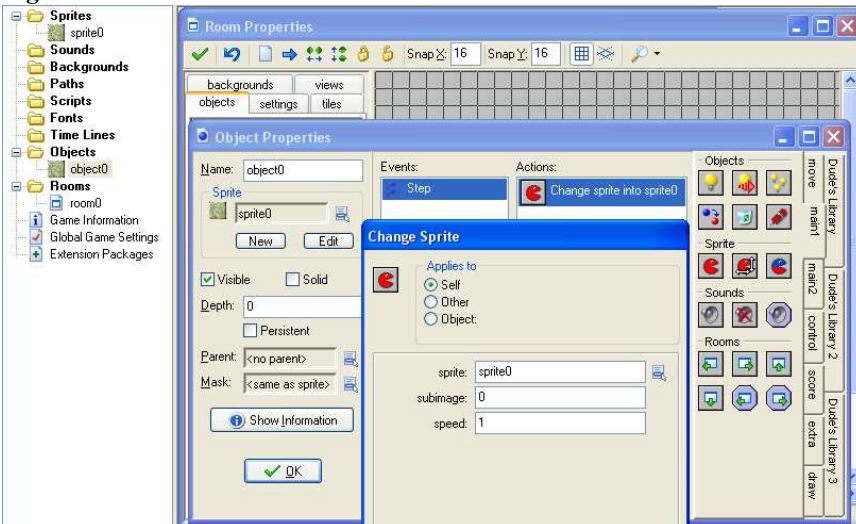 Sprites
sprite0
Sounds
Backgrounds
Paths
Scripts
Fonts
Time Lines
Objects
object0
Rooms
room0
Game Information
Global Game Settings
Extension Packages
Room Properties
Snap X: 16 Snap Y: 16
backgrounds views
objects settings tiles
Object Properties
Name: object0
Sprite
sprite0
New Edit
Visible Solid
Depth: 0
Persistent
Parent: <no parent>
Mask: <same as sprite>
Show Information
OK
Events:
Step
Actions:
Change sprite into sprite0
Change Sprite
Applies to
Self
Other
Object:
sprite: sprite0
subimage: 0
speed: 1
Objects
Sprite
Sounds
Rooms
move
main1
main2
control
score
extra
draw
Dude's Library
Dude's Library 2
Dude's Library 3